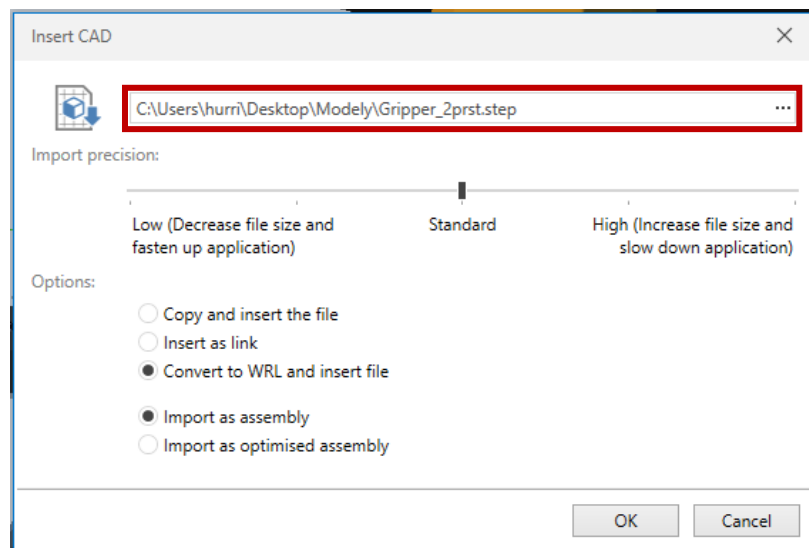 Insert CAD
C:\Users\hurri\Desktop\Modely\Gripper_2prst.step
...
Import precision:
Low (Decrease file size and
fasten up application)
Standard
High (Increase file size and
slow down application)
Options:
Copy and insert the file
Insert as link
Convert to WRL and insert file
Import as assembly
Import as optimised assembly
OK
Cancel